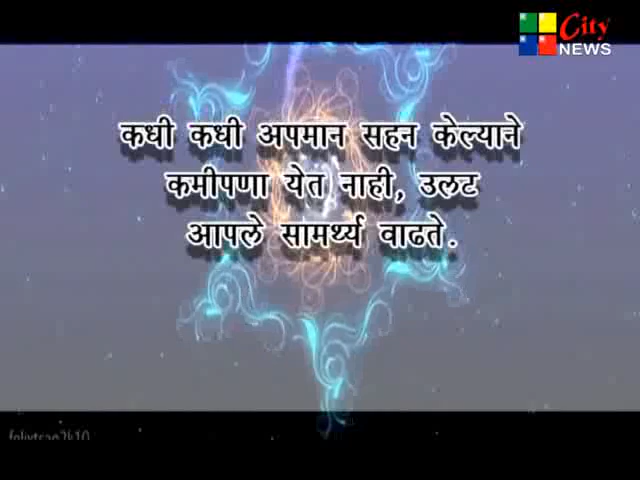 City
NEWS
कधी कधी अपमान सहन केल्याने
कमीपणा येत नाही, उलट
आपले सामर्थ्य वाढते.